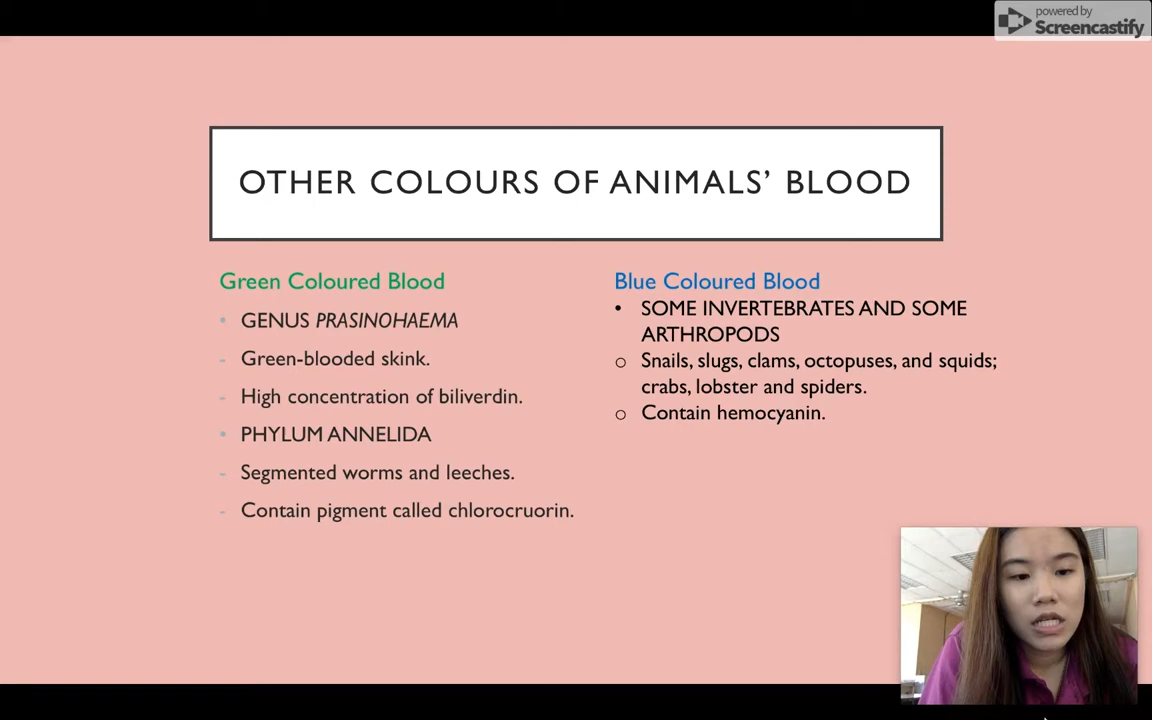 powered by
Screencastify
OTHER COLOURS OF ANIMALS’ BLOOD
Green Coloured Blood
• GENUS PRASINOHAEMA
- Green-blooded skink.
- High concentration of biliverdin.
• PHYLUM ANNELIDA
- Segmented worms and leeches.
- Contain pigment called chlorocruorin.
Blue Coloured Blood
• SOME INVERTEBRATES AND SOME
ARTHROPODS
o Snails, slugs, clams, octopuses, and squids;
crabs, lobster and spiders.
o Contain hemocyanin.